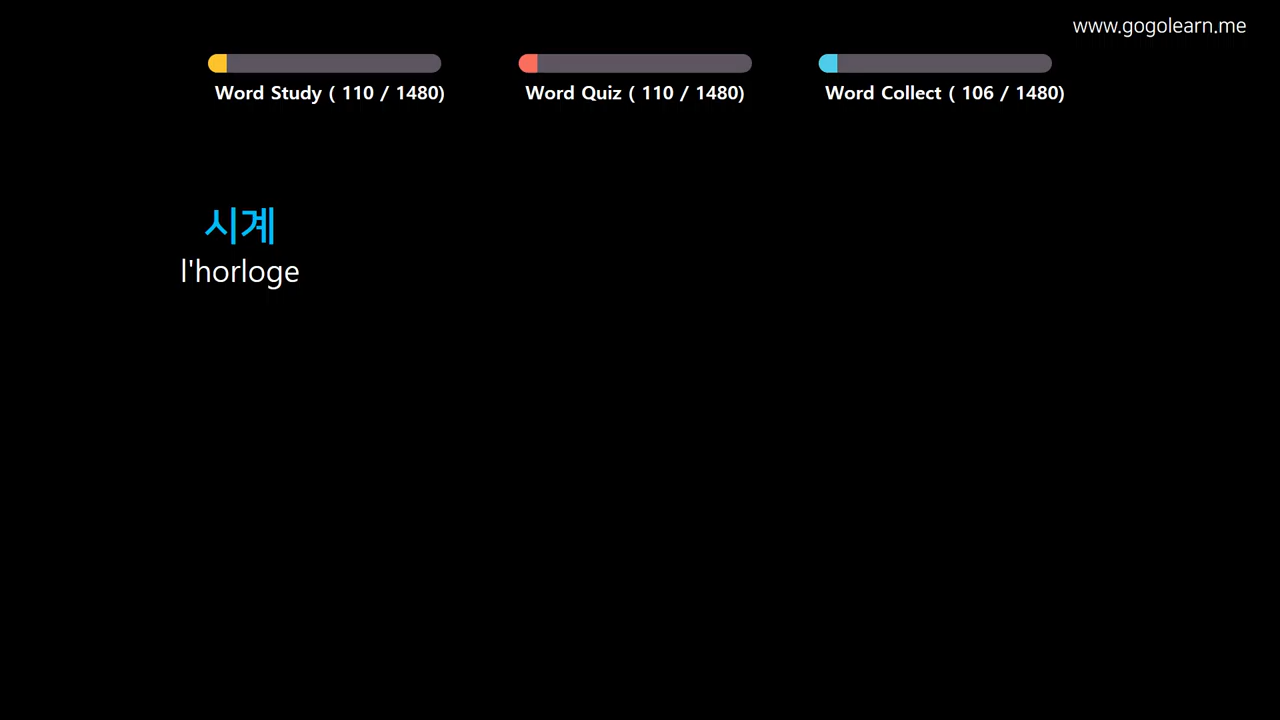 www.gogolearn.me
Word Study ( 110 / 1480)
Word Quiz ( 110 / 1480)
Word Collect ( 106 / 1480)
시계
l'horloge